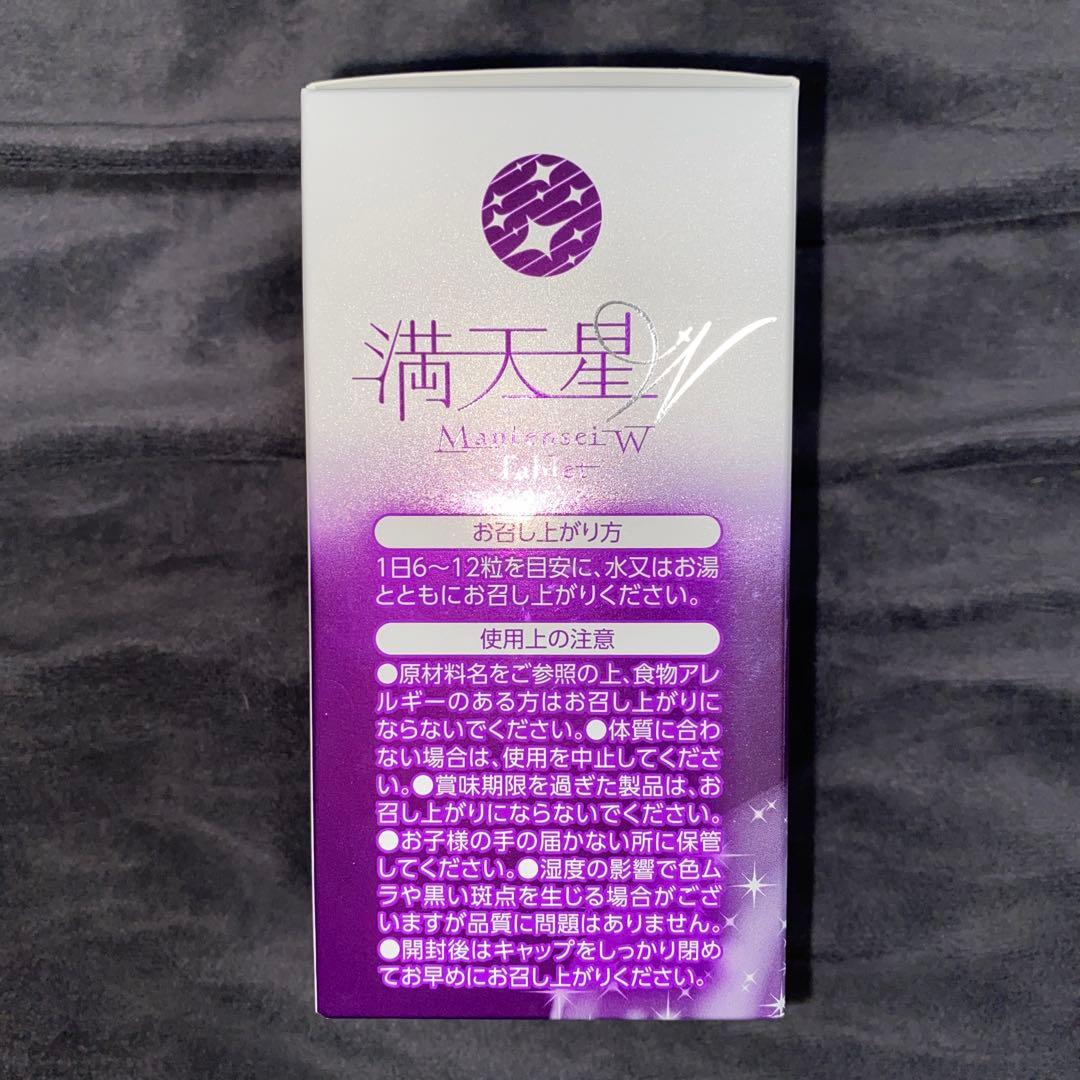 満天星W
Mantensei W
Tablet
お召し上がり方
1日6～12粒を目安に、水又はお湯
とともにお召し上がりください。
使用上の注意
●原材料名をご参照の上、食物アレ
ルギーのある方はお召し上がりに
ならないでください。●体質に合わ
ない場合は、使用を中止してくださ
い。●賞味期限を過ぎた製品は、お
召し上がりにならないでください。
●お子様の手の届かない所に保管
してください。●湿度の影響で色ム
ラや黒い斑点を生じる場合がござ
いますが品質に問題はありません。
●開封後はキャップをしっかり閉め
てお早めにお召し上がりください。